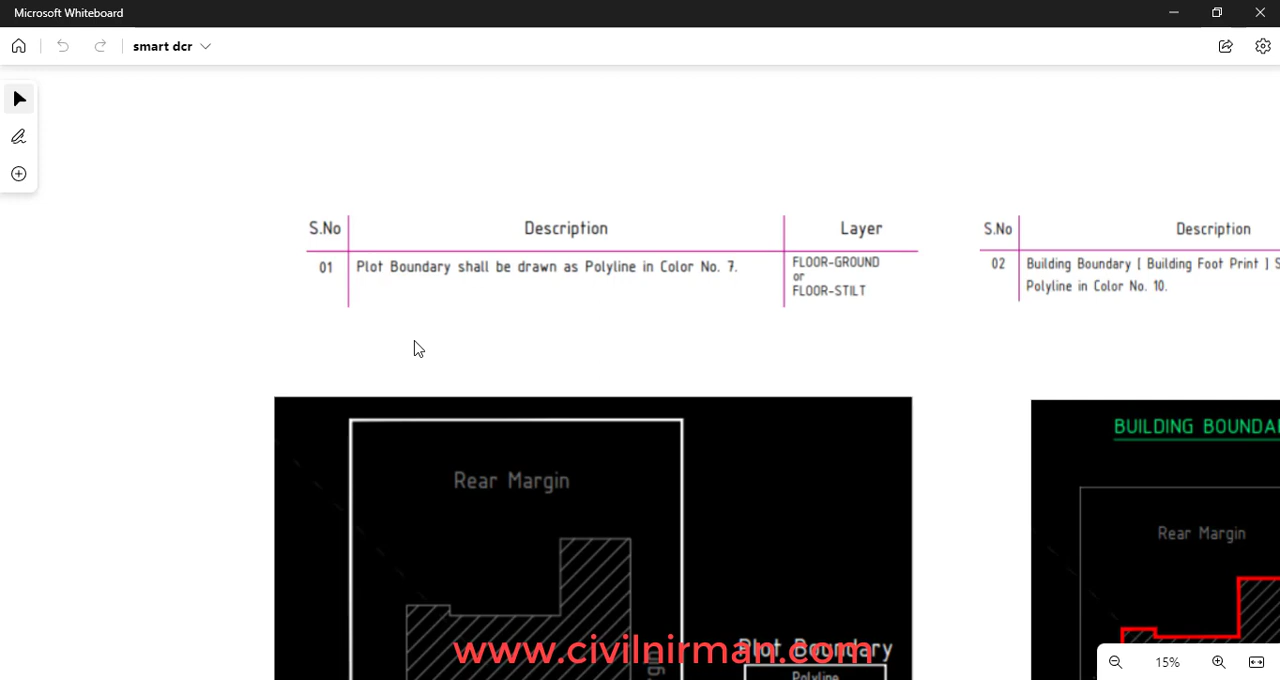 Microsoft Whiteboard
smart dcr
S.No Description Layer
01 Plot Boundary shall be drawn as Polyline in Color No. 7. FLOOR-GROUND
or
FLOOR-STILT
S.No Description
02 Building Boundary [ Building Foot Print ] S
Polyline in Color No. 10.
Rear Margin
Plot Boundary
Polyline
BUILDING BOUNDA
Rear Margin
www.civilnirman.com
15%